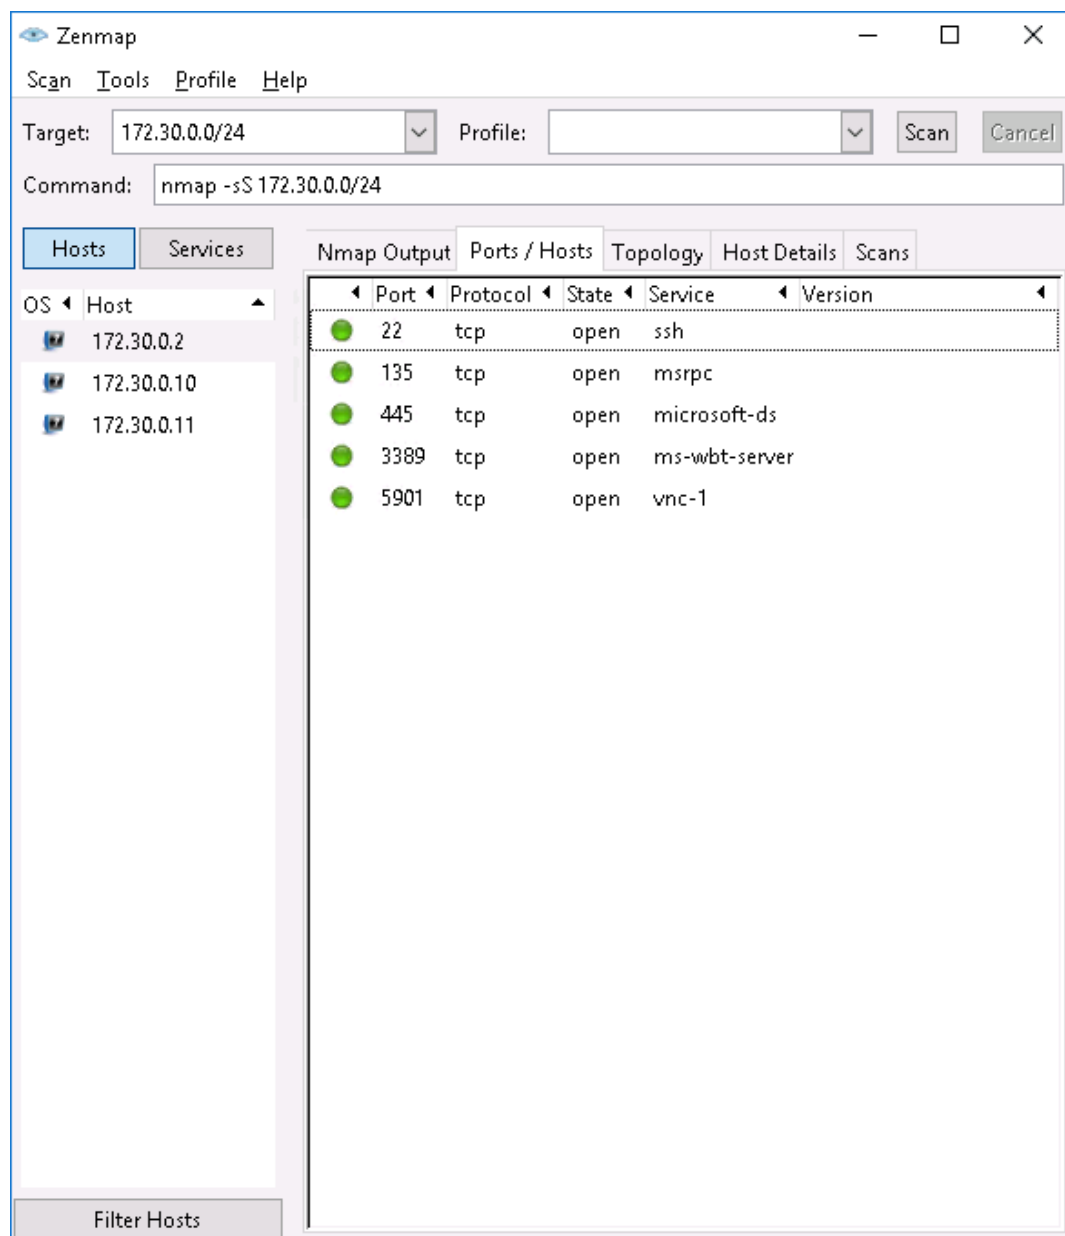 Zenmap
Scan Tools Profile Help
Target: 172.30.0.0/24 Profile: Scan Cancel
Command: nmap -sS 172.30.0.0/24
Hosts Services
Nmap Output Ports / Hosts Topology Host Details Scans
OS Host
172.30.0.2
172.30.0.10
172.30.0.11
Port Protocol State Service Version
22 tcp open ssh
135 tcp open msrpc
445 tcp open microsoft-ds
3389 tcp open ms-wbt-server
5901 tcp open vnc-1
Filter Hosts